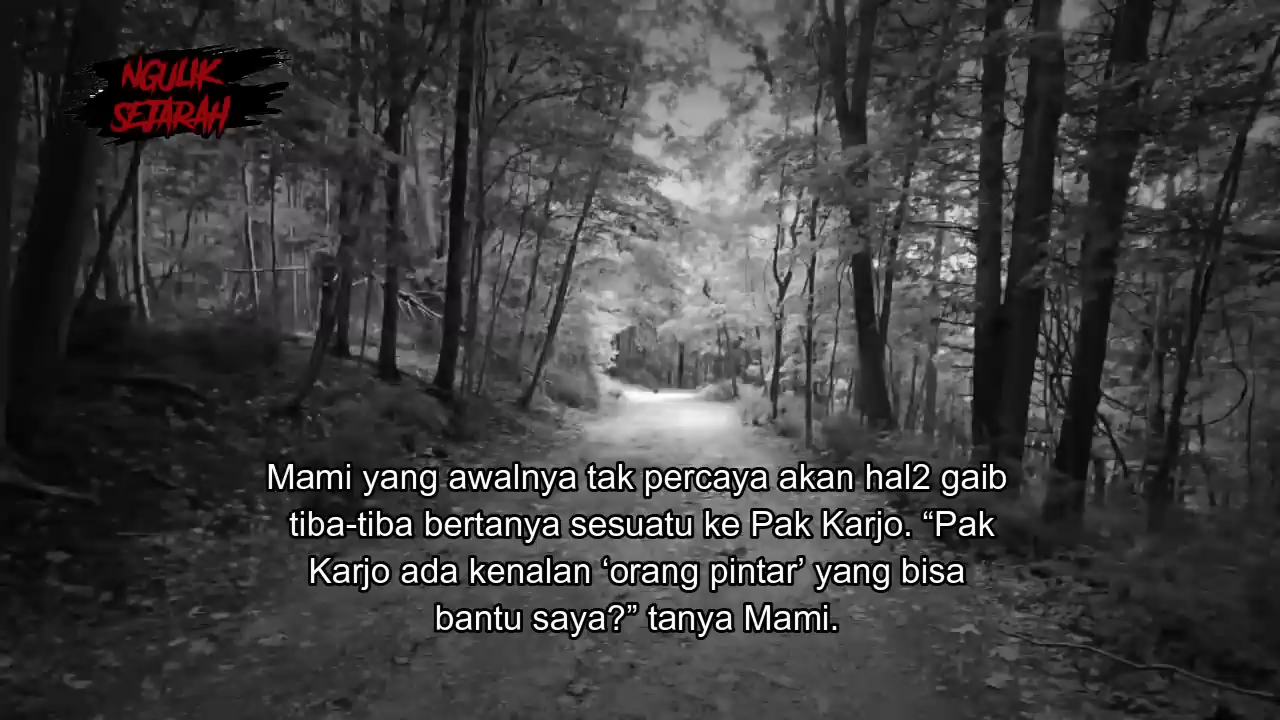 NGULIK
SEJARAH
Mami yang awalnya tak percaya akan hal2 gaib
tiba-tiba bertanya sesuatu ke Pak Karjo. “Pak
Karjo ada kenalan ‘orang pintar’ yang bisa
bantu saya?” tanya Mami.